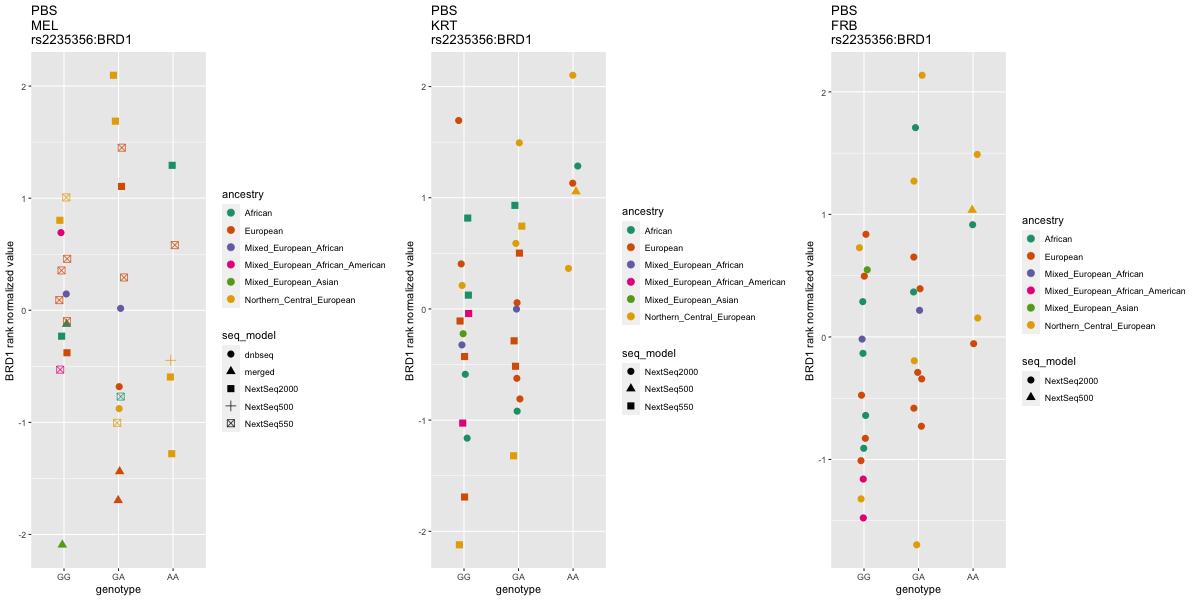 PBS
MEL
rs2235356:BRD1
BRD1 rank normalized value
2
1
0
-1
-2
GG
GA
AA
genotype
ancestry
African
European
Mixed_European_African
Mixed_European_African_American
Mixed_European_Asian
Northern_Central_European
seq_model
dnbseq
merged
NextSeq2000
NextSeq500
NextSeq550
PBS
KRT
rs2235356:BRD1
BRD1 rank normalized value
2
1
0
-1
-2
GG
GA
AA
genotype
ancestry
African
European
Mixed_European_African
Mixed_European_African_American
Mixed_European_Asian
Northern_Central_European
seq_model
NextSeq2000
NextSeq500
NextSeq550
PBS
FRB
rs2235356:BRD1
BRD1 rank normalized value
2
1
0
-1
GG
GA
AA
genotype
ancestry
African
European
Mixed_European_African
Mixed_European_African_American
Mixed_European_Asian
Northern_Central_European
seq_model
NextSeq2000
NextSeq500